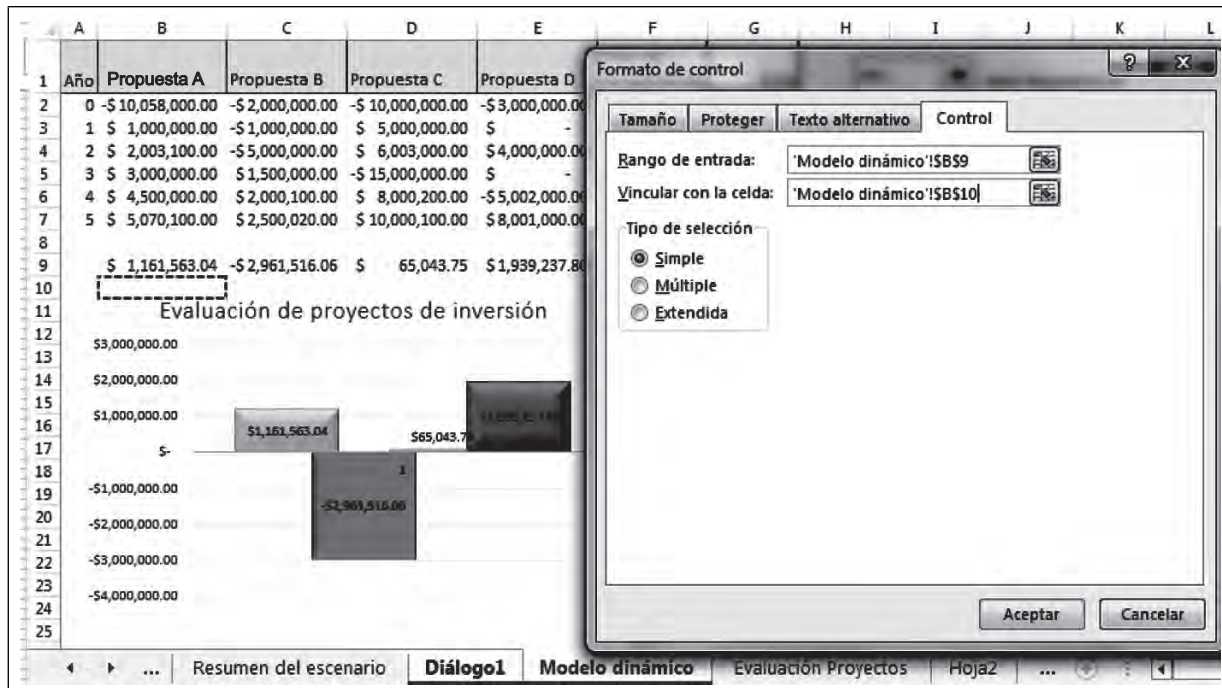 A B C D E F G H I J K L
1 Año Propuesta A Propuesta B Propuesta C Propuesta D
2 0 -$ 10,058,000.00 -$ 2,000,000.00 -$ 10,000,000.00 -$ 3,000,000.00
3 1 $ 1,000,000.00 -$ 1,000,000.00 $ 5,000,000.00 $ -
4 2 $ 2,003,100.00 -$ 5,000,000.00 $ 6,003,000.00 $ 4,000,000.00
5 3 $ 3,000,000.00 $ 1,500,000.00 -$ 15,000,000.00 $ -
6 4 $ 4,500,000.00 $ 2,000,100.00 $ 8,000,200.00 -$ 5,002,000.00
7 5 $ 5,070,100.00 $ 2,500,020.00 $ 10,000,100.00 $ 8,001,000.00
8
9 $ 1,161,563.04 -$ 2,961,516.06 $ 65,043.75 $ 1,939,237.80
10
11 Evaluación de proyectos de inversión
12
13
14
15
16
17
18
19
20
21
22
23
24
25
$3,000,000.00
$2,000,000.00
$1,000,000.00
$-
-$1,000,000.00
-$2,000,000.00
-$3,000,000.00
-$4,000,000.00
$1,161,563.04
$65,043.7
1
-$2,961,516.06
Formato de control
?
Tamaño Proteger Texto alternativo Control
Rango de entrada: 'Modelo dinámico'!$B$9
Vincular con la celda: 'Modelo dinámico'!$B$10
Tipo de selección
Simple
Múltiple
Extendida
Aceptar Cancelar
... Resumen del escenario Diálogo1 Modelo dinámico Evaluación Proyectos Hoja2 ...